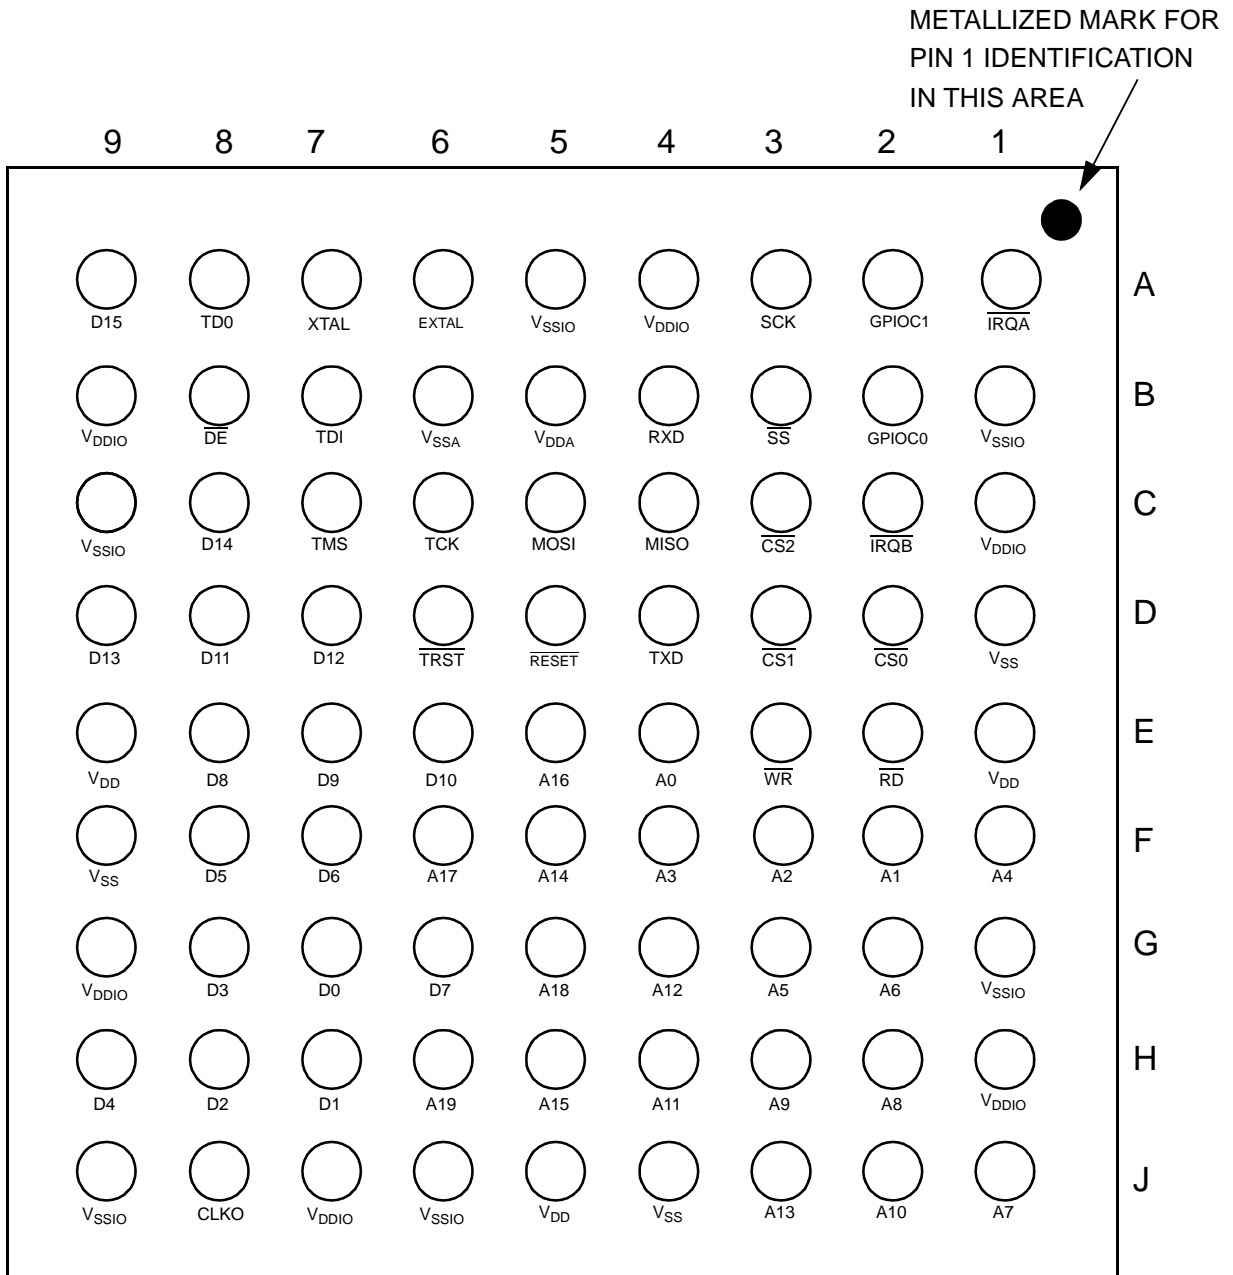 METALLIZED MARK FOR
PIN 1 IDENTIFICATION
IN THIS AREA
9 8 7 6 5 4 3 2 1
A
D15 TD0 XTAL EXTAL VSSIO VDDIO SCK GPIOC1 IRQA
B
VDDIO DE TDI VSSA VDDA RXD SS GPIOC0 VSSIO
C
VSSIO D14 TMS TCK MOSI MISO CS2 IRQB VDDIO
D
D13 D11 D12 TRST RESET TXD CS1 CS0 VSS
E
VDD D8 D9 D10 A16 A0 WR RD VDD
F
VSS D5 D6 A17 A14 A3 A2 A1 A4
G
VDDIO D3 D0 D7 A18 A12 A5 A6 VSSIO
H
D4 D2 D1 A19 A15 A11 A9 A8 VDDIO
J
VSSIO CLKO VDDIO VSSIO VDD VSS A13 A10 A7